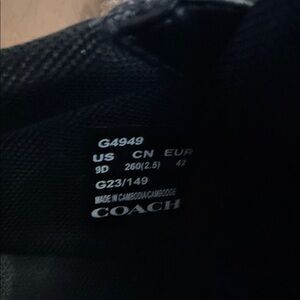 G4949
US CN EUR
9D 260(2.5) 42
G23/149
MADE IN CAMBODIA/CAMBODGE
COACH